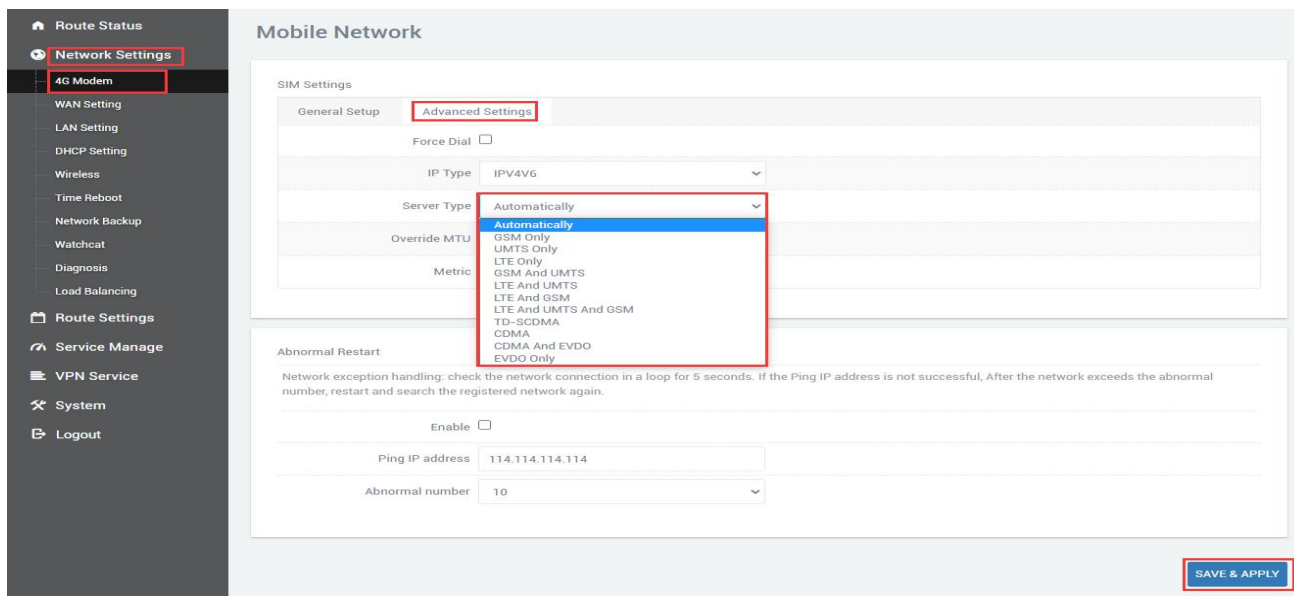 Route Status
Network Settings
4G Modem
WAN Setting
LAN Setting
DHCP Setting
Wireless
Time Reboot
Network Backup
Watchcat
Diagnosis
Load Balancing
Route Settings
Service Manage
VPN Service
System
Logout
Mobile Network
SIM Settings
General Setup Advanced Settings
Force Dial
IP Type IPV4V6
Server Type Automatically
Automatically
GSM Only
UMTS Only
LTE Only
GSM And UMTS
LTE And UMTS
LTE And GSM
LTE And UMTS And GSM
TD-SCDMA
CDMA
CDMA And EVDO
EVDO Only
Override MTU
Metric
Abnormal Restart
Network exception handling: check the network connection in a loop for 5 seconds. If the Ping IP address is not successful, After the network exceeds the abnormal
number, restart and search the registered network again.
Enable
Ping IP address 114.114.114.114
Abnormal number 10
SAVE & APPLY